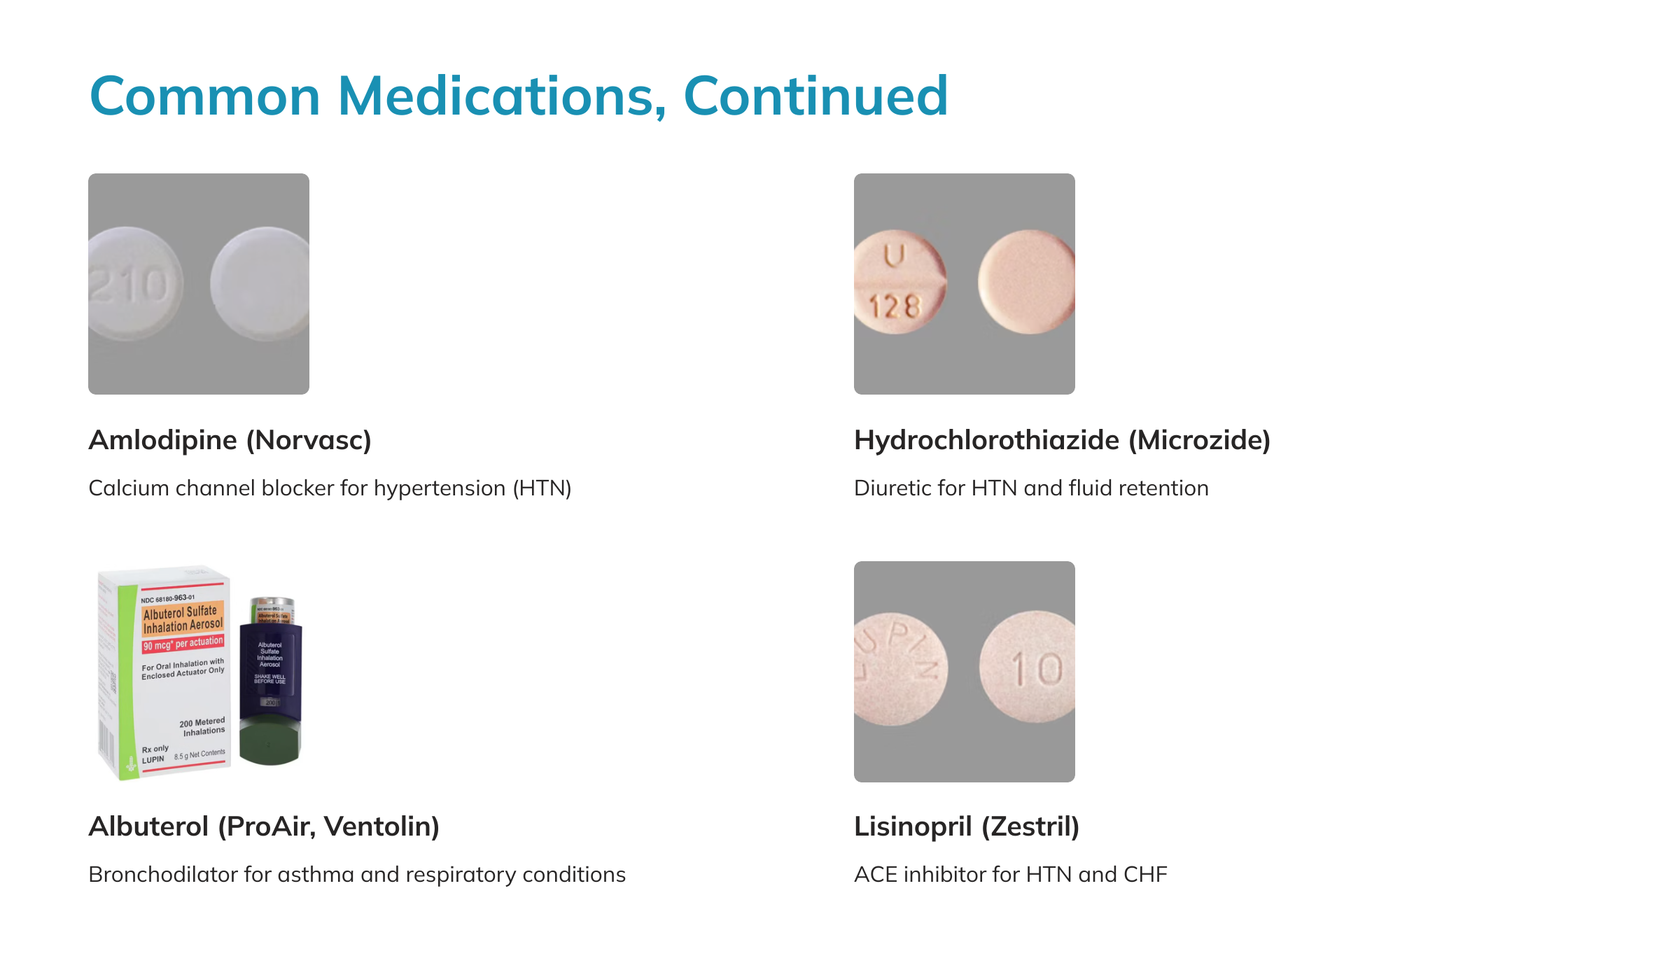 Common Medications, Continued
210
U
128
Amlodipine (Norvasc)
Calcium channel blocker for hypertension (HTN)
Hydrochlorothiazide (Microzide)
Diuretic for HTN and fluid retention
NDC 68180-963-01
Albuterol Sulfate
Inhalation Aerosol
90 mcg* per actuation
For Oral Inhalation with
Enclosed Actuator Only
200 Metered
Inhalations
Rx only
LUPIN
8.5 g Net Contents
Albuterol
Sulfate
Inhalation
Aerosol
SHAKE WELL
BEFORE USE
LUPIN
10
Albuterol (ProAir, Ventolin)
Bronchodilator for asthma and respiratory conditions
Lisinopril (Zestril)
ACE inhibitor for HTN and CHF